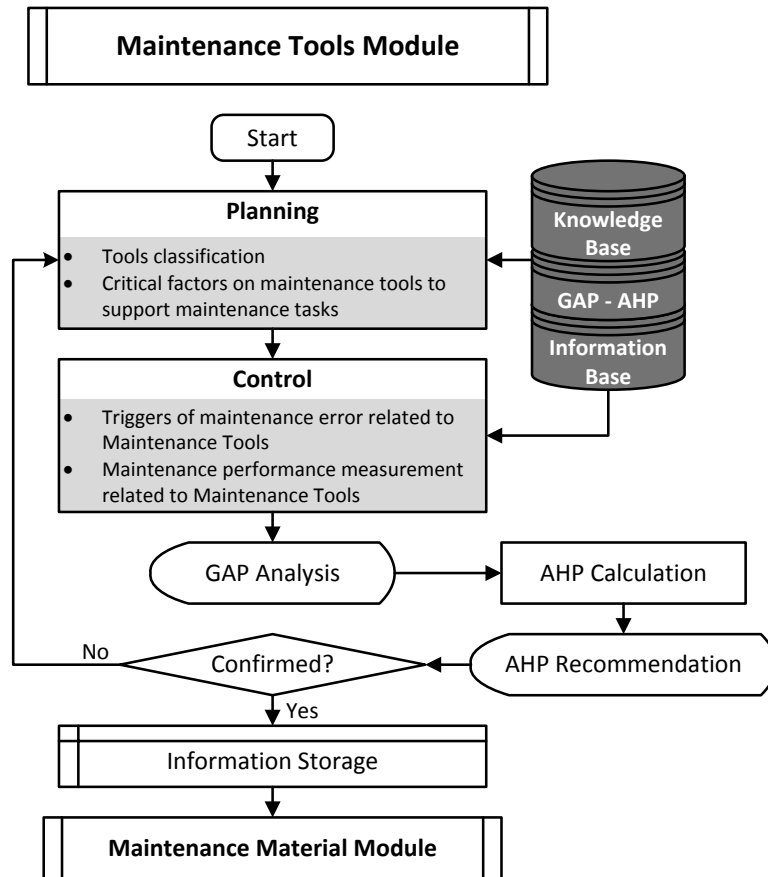 Maintenance Tools Module
Start
Planning
• Tools classification
• Critical factors on maintenance tools to
support maintenance tasks
Knowledge
Base
GAP - AHP
Information
Base
Control
• Triggers of maintenance error related to
Maintenance Tools
• Maintenance performance measurement
related to Maintenance Tools
GAP Analysis
AHP Calculation
No
Confirmed?
AHP Recommendation
Yes
Information Storage
Maintenance Material Module